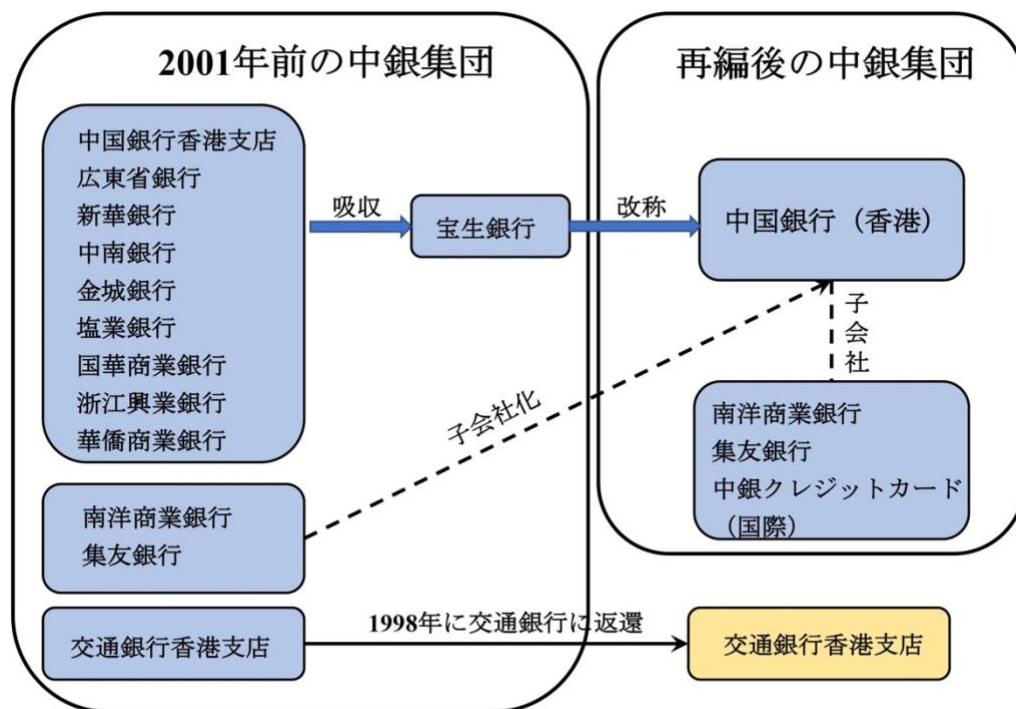 2001年前の中銀集団
再編後の中銀集団
中国銀行香港支店
広東省銀行
新華銀行
中南銀行
金城銀行
塩業銀行
国華商業銀行
浙江興業銀行
華僑商業銀行
吸収
宝生銀行
改称
中国銀行（香港）
子会社
子会社化
南洋商業銀行
集友銀行
中銀クレジットカード
（国際）
南洋商業銀行
集友銀行
交通銀行香港支店
1998年に交通銀行に返還
交通銀行香港支店